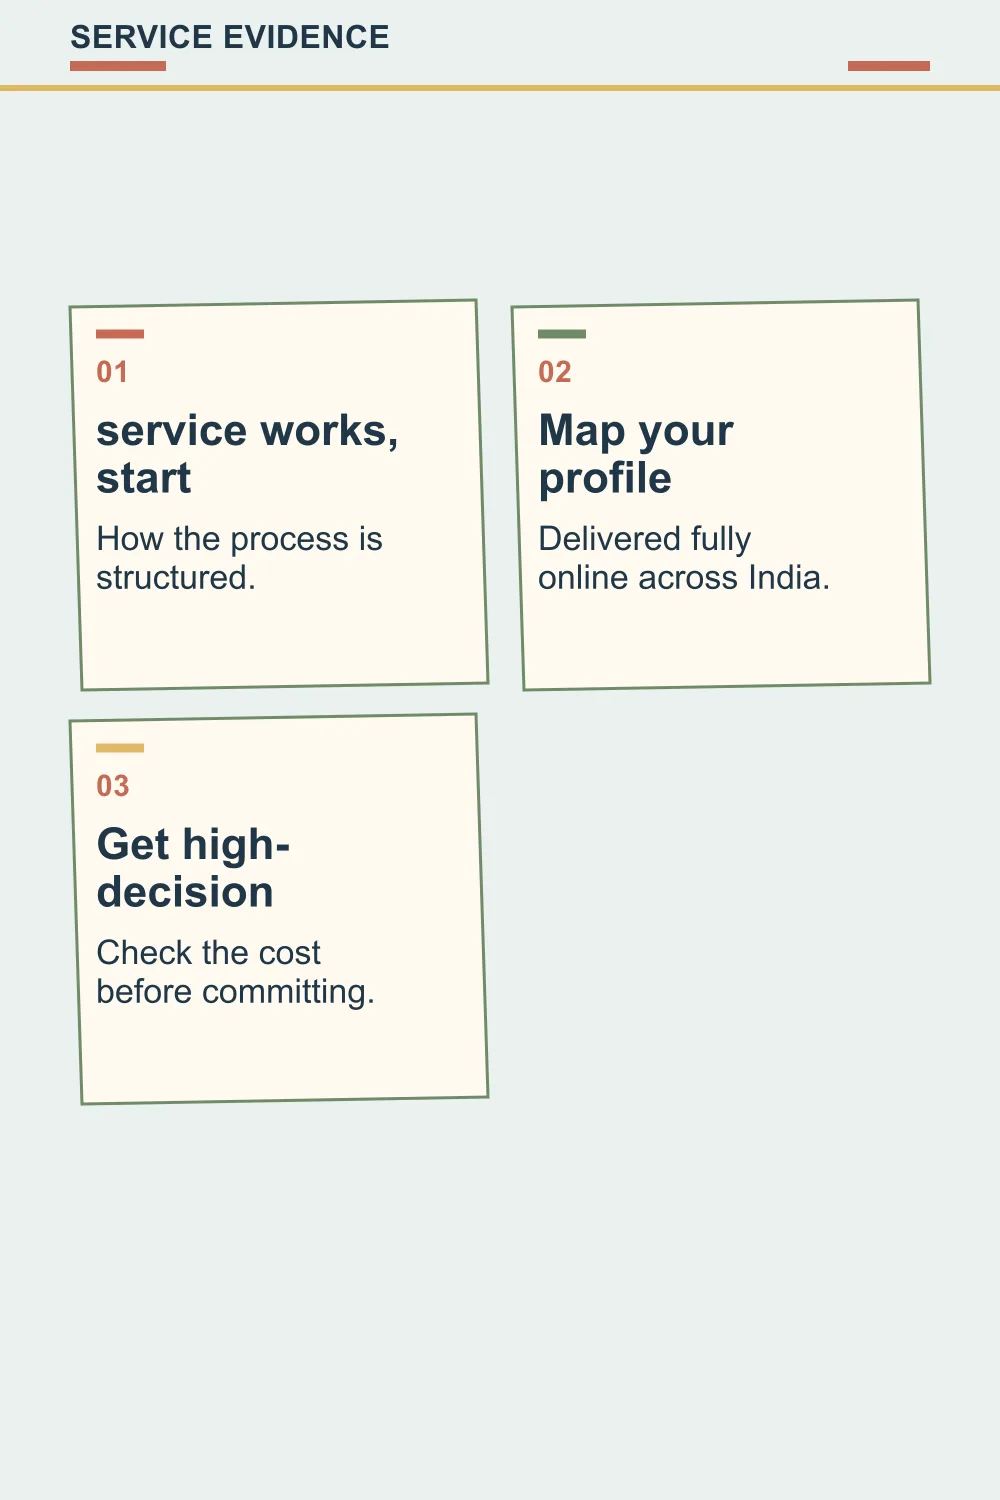 SERVICE EVIDENCE
01
service works,
start
How the process is
structured.
02
Map your
profile
Delivered fully
online across India.
03
Get high-
decision
Check the cost
before committing.